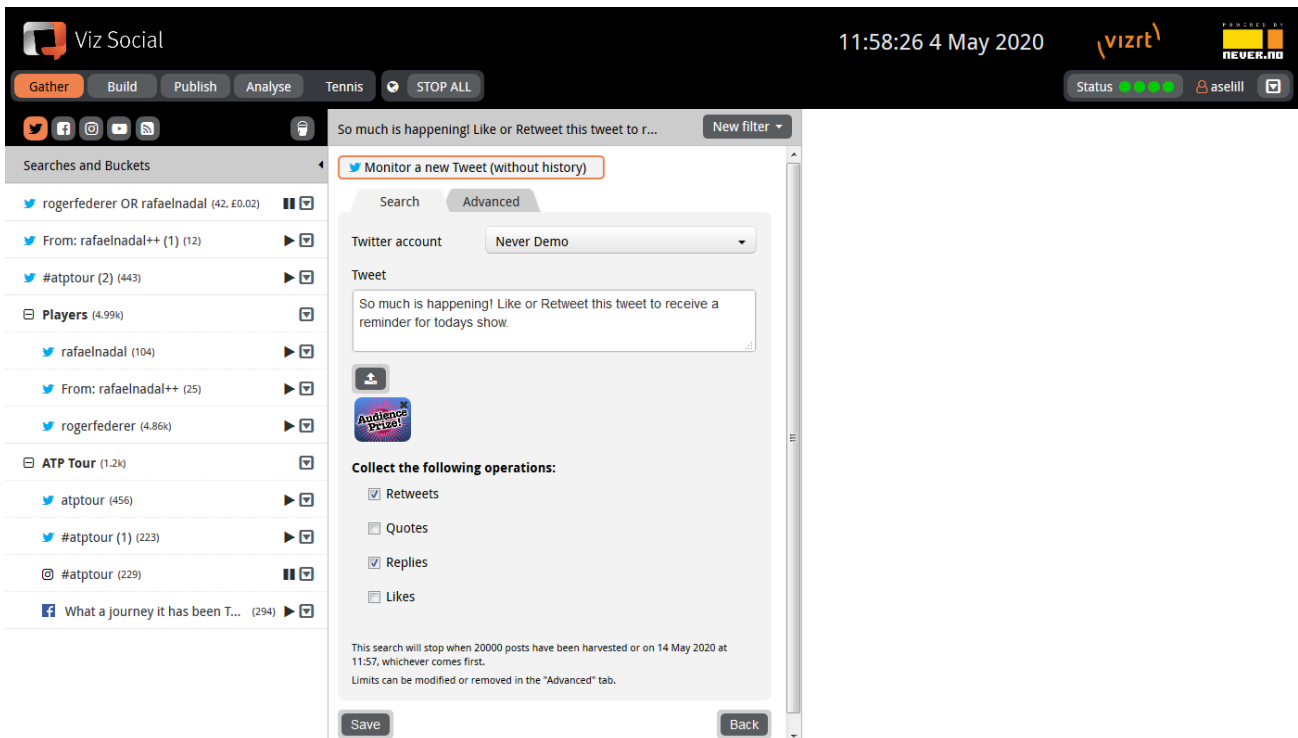 Viz Social
11:58:26 4 May 2020
vizrt
POWERED BY
NEVER.NO
Gather
Build
Publish
Analyse
Tennis
STOP ALL
Status
aselill
So much is happening! Like or Retweet this tweet to r...
New filter
Searches and Buckets
rogerfederer OR rafaelnadal (42, £0.02)
From: rafaelnadal++ (1) (12)
#atptour (2) (443)
Players (4.99k)
rafaelnadal (104)
From: rafaelnadal++ (25)
rogerfederer (4.86k)
ATP Tour (1.2k)
atptour (456)
#atptour (1) (223)
#atptour (229)
What a journey it has been T... (294)
Monitor a new Tweet (without history)
Search
Advanced
Twitter account
Never Demo
Tweet
So much is happening! Like or Retweet this tweet to receive a
reminder for todays show.
Audience
Prize!
Collect the following operations:
Retweets
Quotes
Replies
Likes
This search will stop when 20000 posts have been harvested or on 14 May 2020 at
11:57, whichever comes first.
Limits can be modified or removed in the "Advanced" tab.
Save
Back